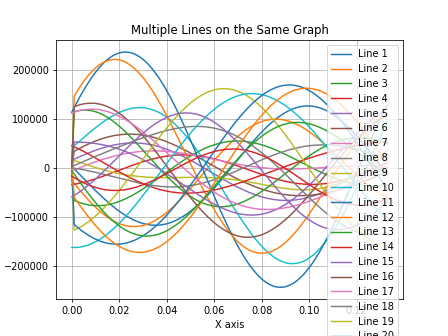 Multiple Lines on the Same Graph
200000
100000
0
−100000
−200000
0.00 0.02 0.04 0.06 0.08 0.10
X axis
Line 1
Line 2
Line 3
Line 4
Line 5
Line 6
Line 7
Line 8
Line 9
Line 10
Line 11
Line 12
Line 13
Line 14
Line 15
Line 16
Line 17
Line 18
Line 19
Line 20